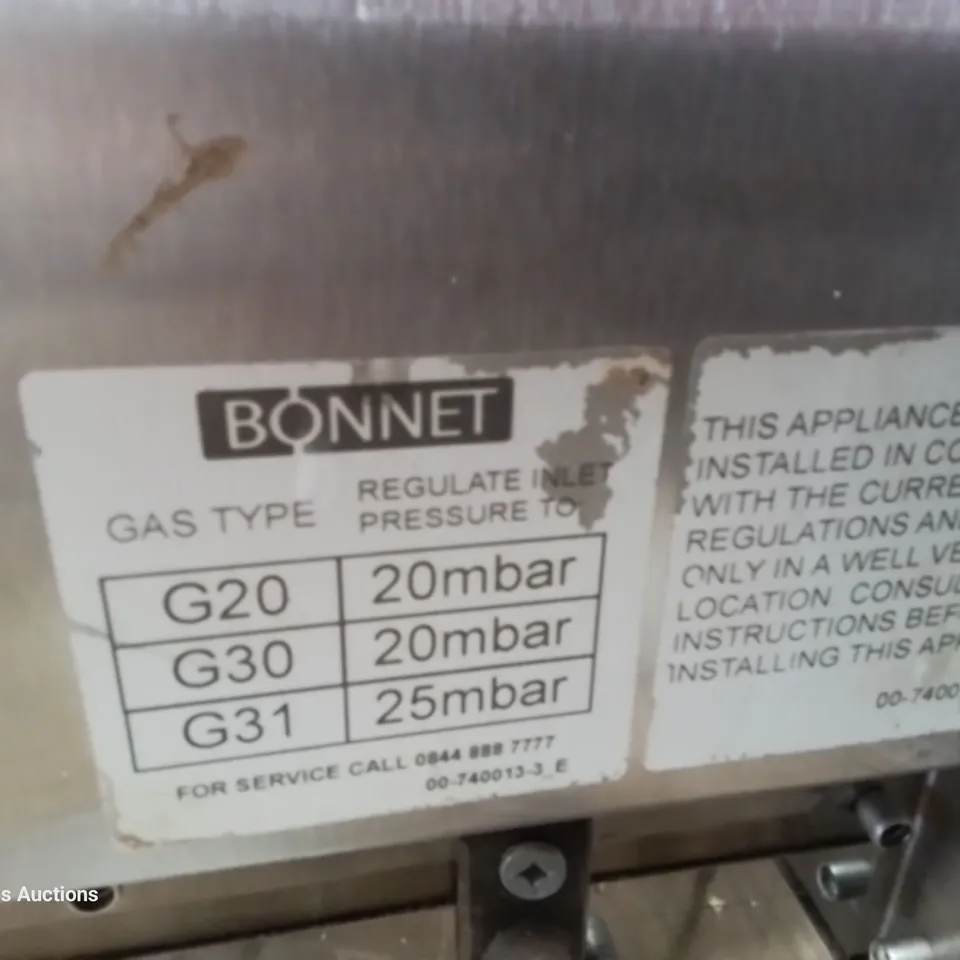 BONNET
GAS TYPE
REGULATE INLET
PRESSURE TO
G20 20mbar
G30 20mbar
G31 25mbar
FOR SERVICE CALL 0844 888 7777
00-740013-3_E
THIS APPLIANCE
INSTALLED IN CO
WITH THE CURRE
REGULATIONS AN
ONLY IN A WELL VE
LOCATION CONSUL
INSTRUCTIONS BEF
INSTALLING THIS APP
00-7400
s Auctions